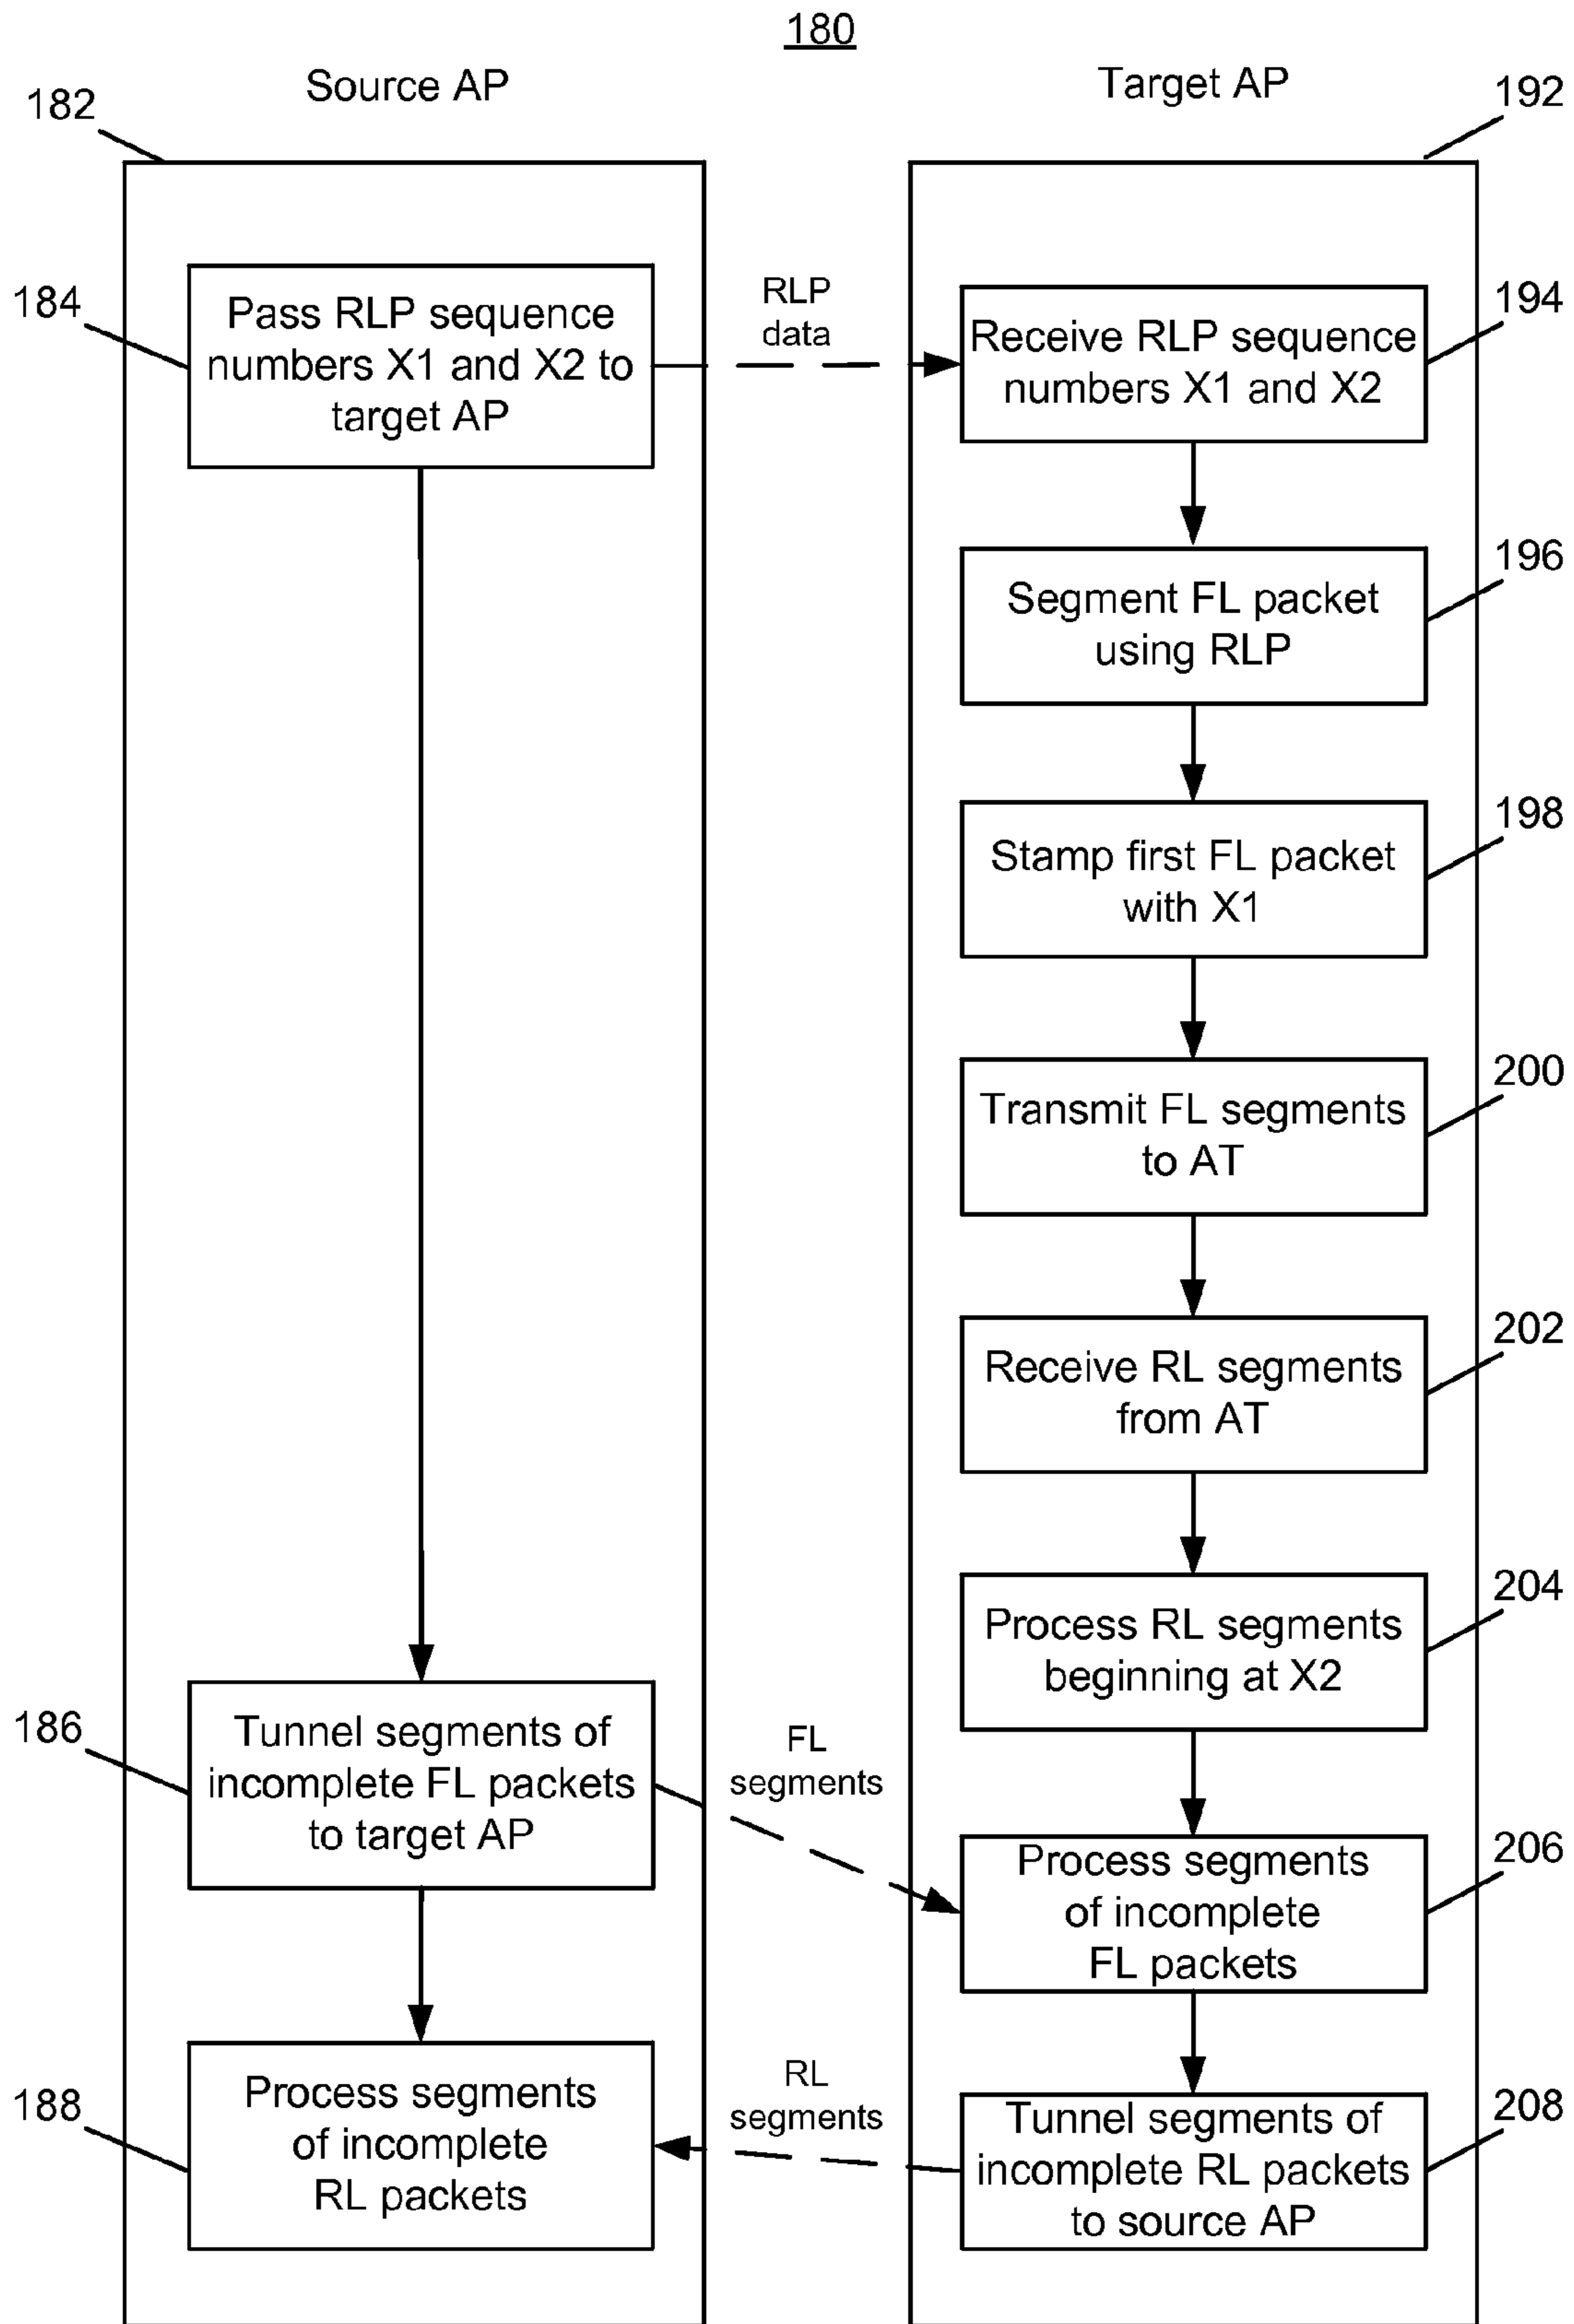 180
Source AP
Target AP
182
192
184
Pass RLP sequence
numbers X1 and X2 to
target AP
RLP
data
Receive RLP sequence
numbers X1 and X2
194
Segment FL packet
using RLP
196
Stamp first FL packet
with X1
198
Transmit FL segments
to AT
200
Receive RL segments
from AT
202
Process RL segments
beginning at X2
204
186
Tunnel segments of
incomplete FL packets
to target AP
FL
segments
Process segments
of incomplete
FL packets
206
188
Process segments
of incomplete
RL packets
RL
segments
Tunnel segments of
incomplete RL packets
to source AP
208